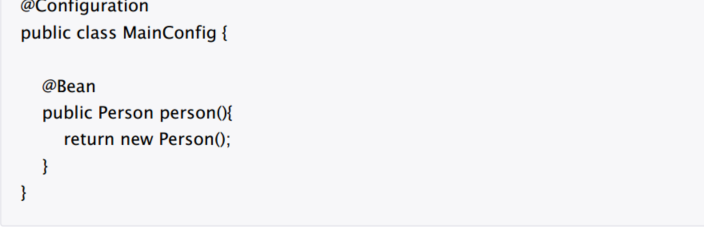 @Configuration
public class MainConfig {
@Bean
public Person person(){
return new Person();
}
}